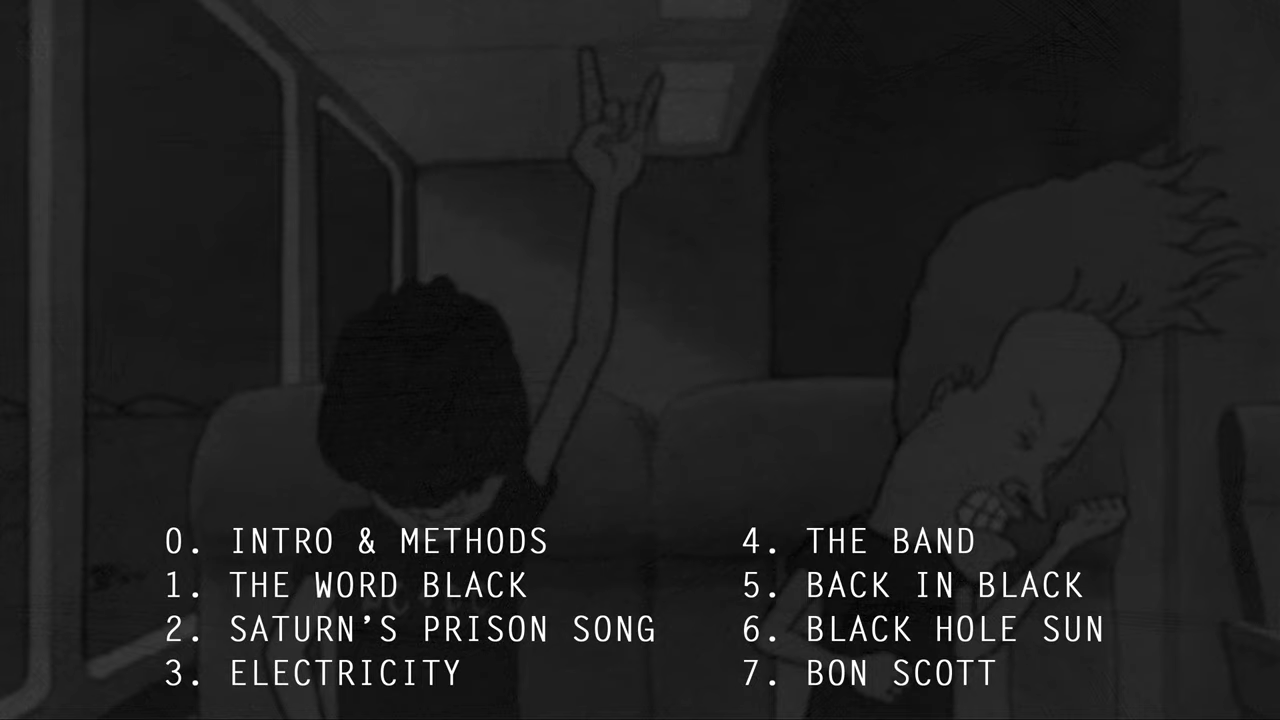 0. INTRO & METHODS
1. THE WORD BLACK
2. SATURN’S PRISON SONG
3. ELECTRICITY
4. THE BAND
5. BACK IN BLACK
6. BLACK HOLE SUN
7. BON SCOTT